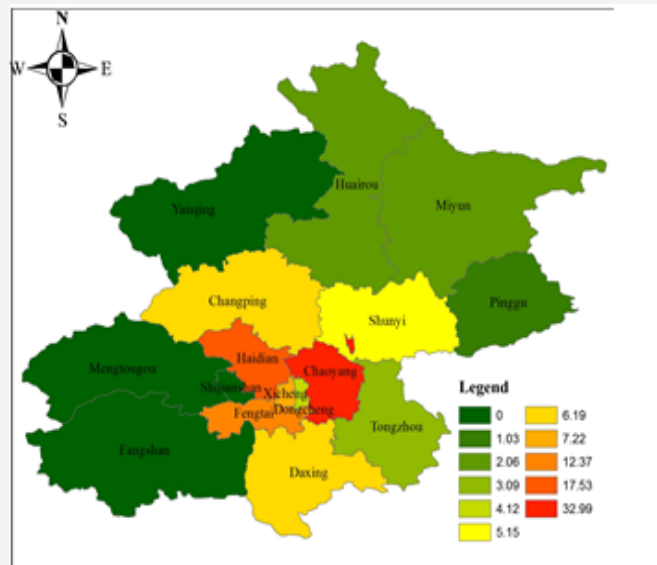 N
W E
S
Huairou
Yanqing
Miyun
Changping
Pinggu
Shunyi
Mengtougou
Haidian
Chaoyang
Shijingshan
Xicheng
Dongcheng
Fengtai
Tongzhou
Fangshan
Daxing
Legend
0 6.19
1.03 7.22
2.06 12.37
3.09 17.53
4.12 32.99
5.15